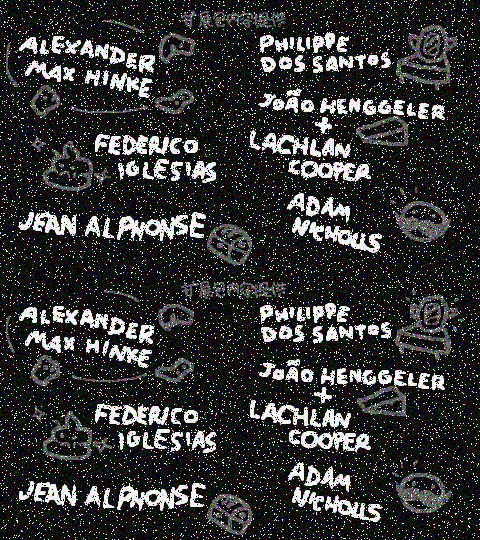 ALEXANDER
MAX HINKE
PHILIPPE
DOS SANTOS
JOÃO HENGGELER
+
LACHLAN
COOPER
FEDERICO
IGLESIAS
ADAM
NICHOLLS
JEAN ALPHONSE
ALEXANDER
MAX HINKE
PHILIPPE
DOS SANTOS
JOÃO HENGGELER
+
LACHLAN
COOPER
FEDERICO
IGLESIAS
ADAM
NICHOLLS
JEAN ALPHONSE